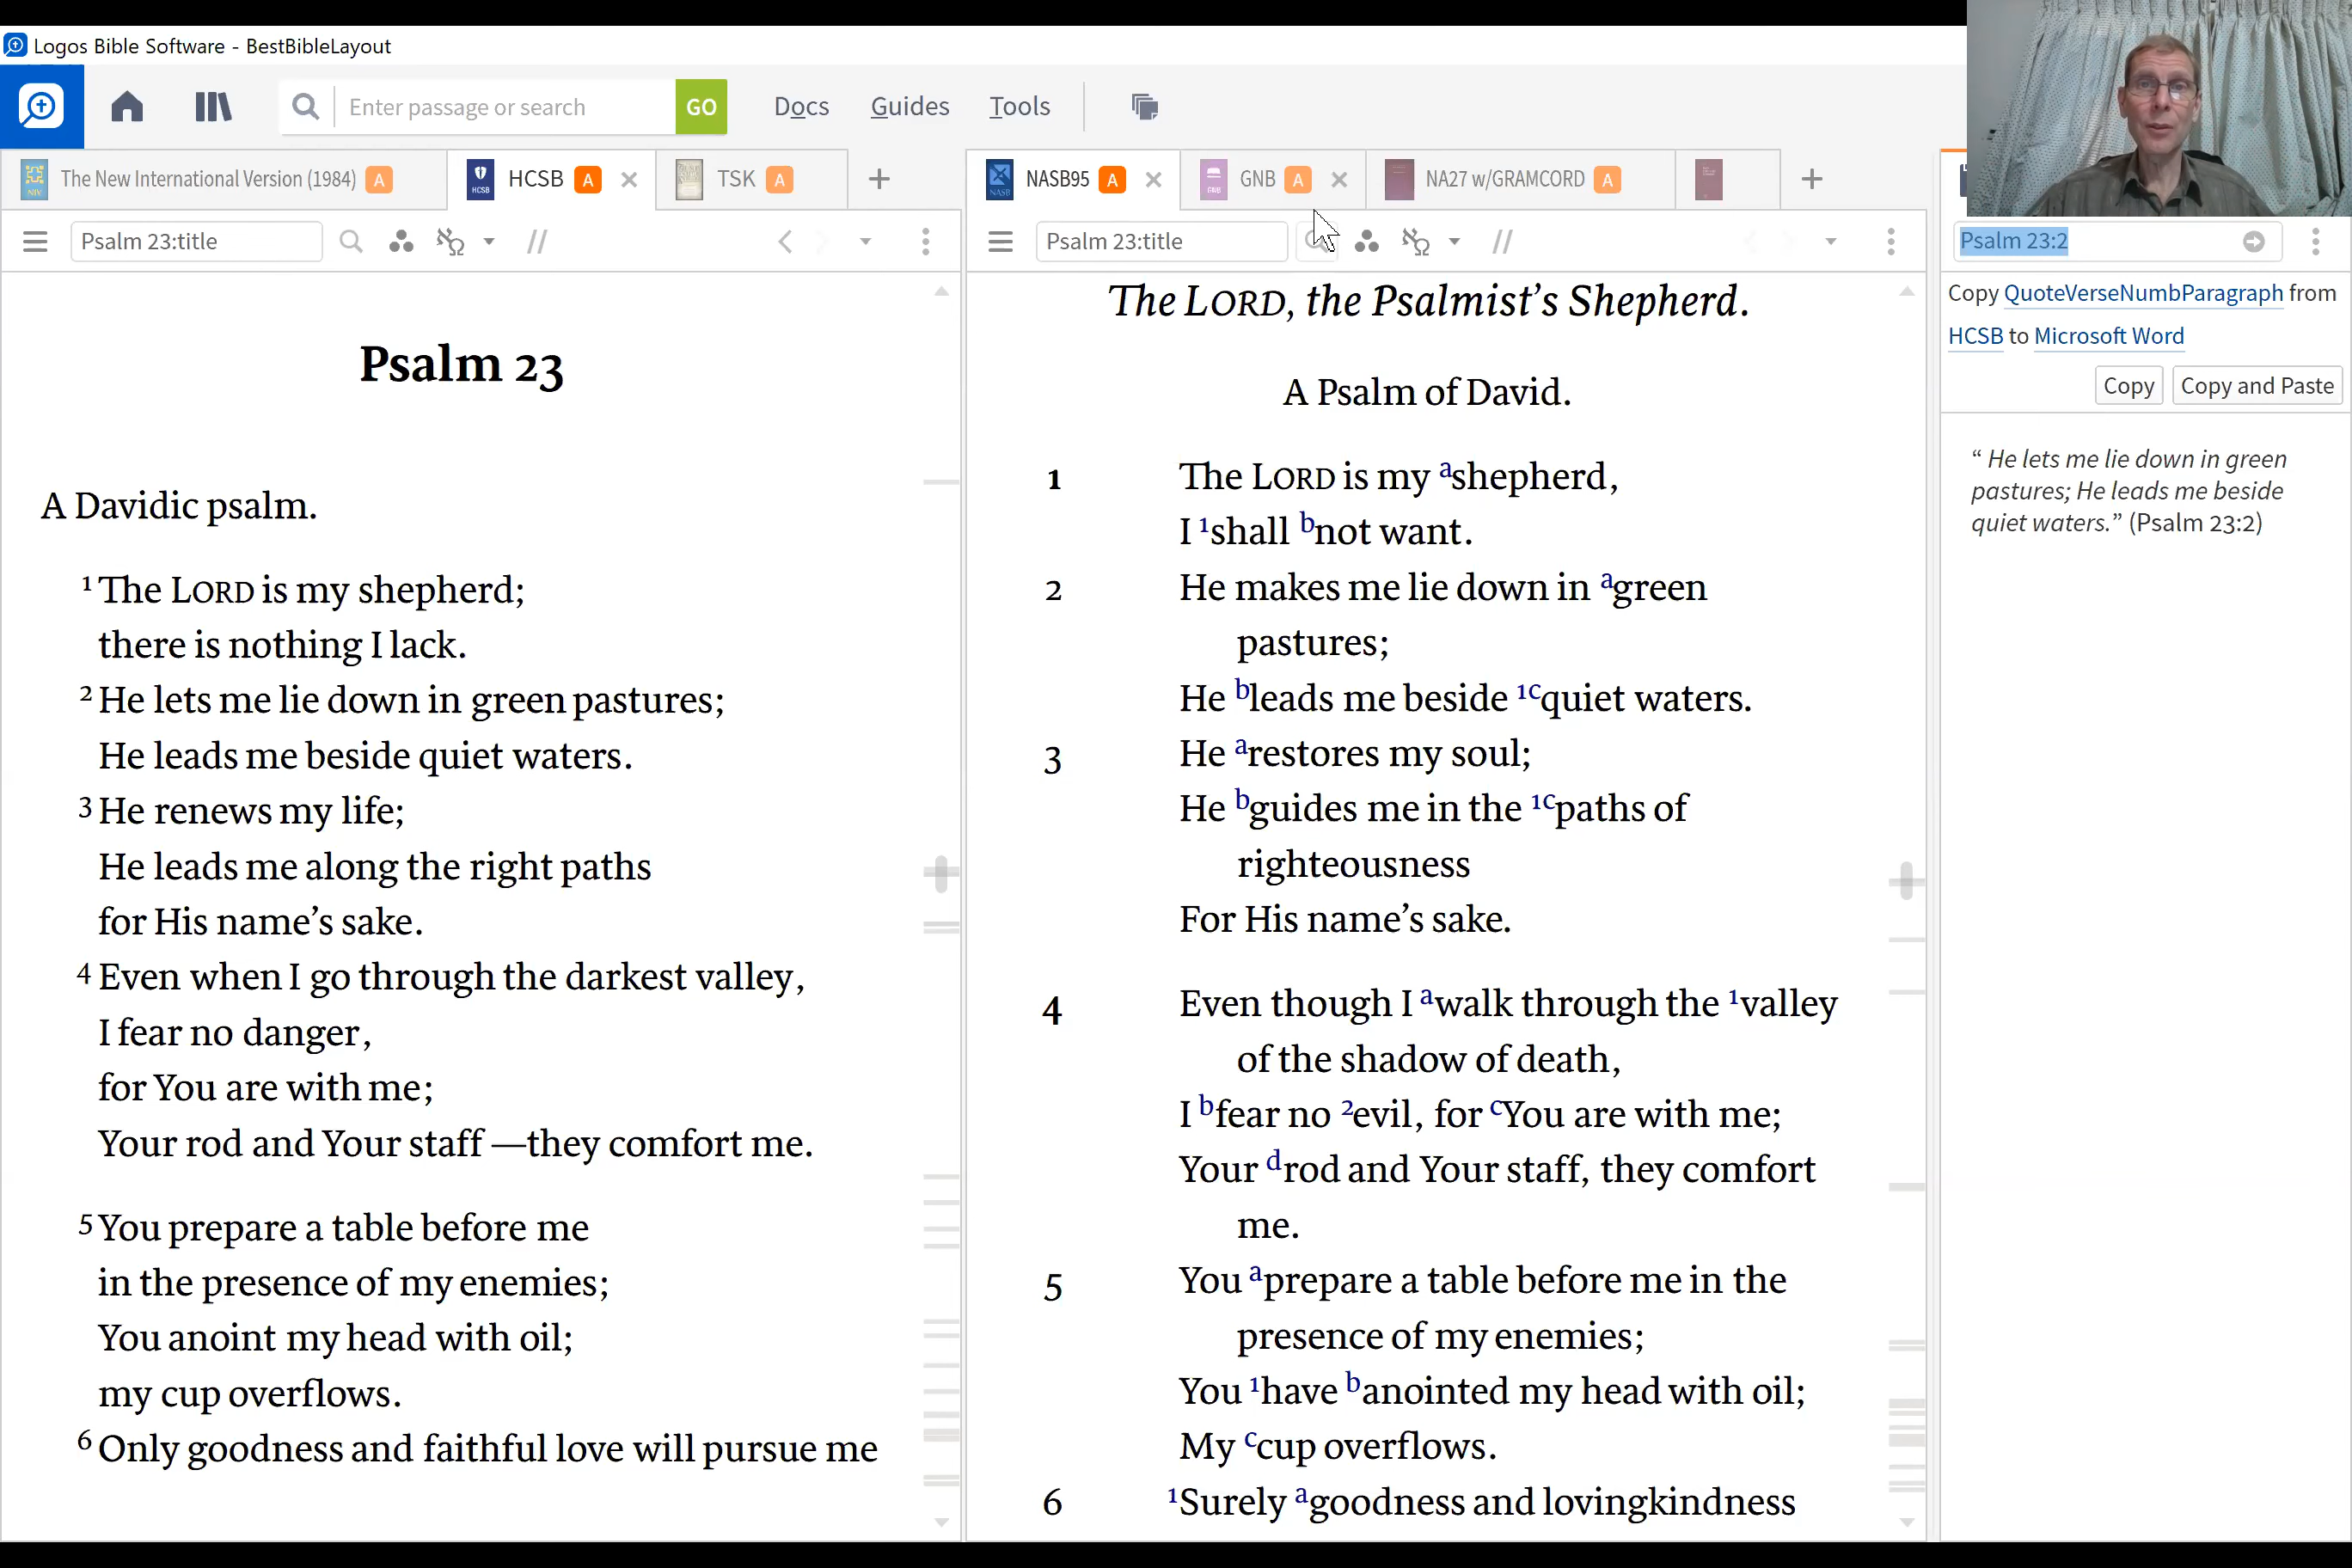 Logos Bible Software - BestBibleLayout
Enter passage or search
GO
Docs
Guides
Tools
The New International Version (1984) A
HCSB A
TSK A
Psalm 23:title
Psalm 23
A Davidic psalm.
1 The LORD is my shepherd;
there is nothing I lack.
2 He lets me lie down in green pastures;
He leads me beside quiet waters.
3 He renews my life;
He leads me along the right paths
for His name’s sake.
4 Even when I go through the darkest valley,
I fear no danger,
for You are with me;
Your rod and Your staff —they comfort me.
5 You prepare a table before me
in the presence of my enemies;
You anoint my head with oil;
my cup overflows.
6 Only goodness and faithful love will pursue me
NASB95 A
GNB A
NA27 w/GRAMCORD A
Psalm 23:title
The LORD, the Psalmist’s Shepherd.
A Psalm of David.
1 The LORD is my ashepherd,
I 1shall bnot want.
2 He makes me lie down in agreen
pastures;
He bleads me beside 1cquiet waters.
3 He arestores my soul;
He bguides me in the 1cpaths of
righteousness
For His name’s sake.
4 Even though I awalk through the 1valley
of the shadow of death,
I bfear no 2evil, for cYou are with me;
Your drod and Your staff, they comfort
me.
5 You aprepare a table before me in the
presence of my enemies;
You 1have banointed my head with oil;
My ccup overflows.
6 1Surely agoodness and lovingkindness
Psalm 23:2
Copy QuoteVerseNumbParagraph from
HCSB to Microsoft Word
Copy
Copy and Paste
“ He lets me lie down in green
pastures; He leads me beside
quiet waters.” (Psalm 23:2)